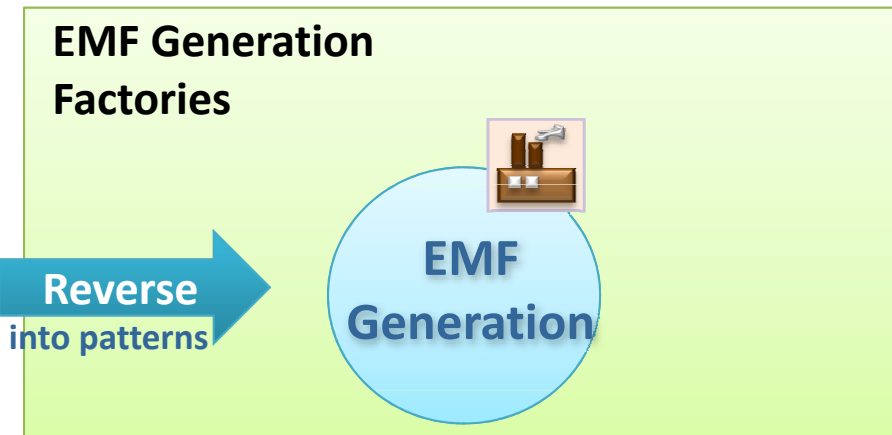 EMF Generation
Factories
EMF
Generation
Reverse
into patterns